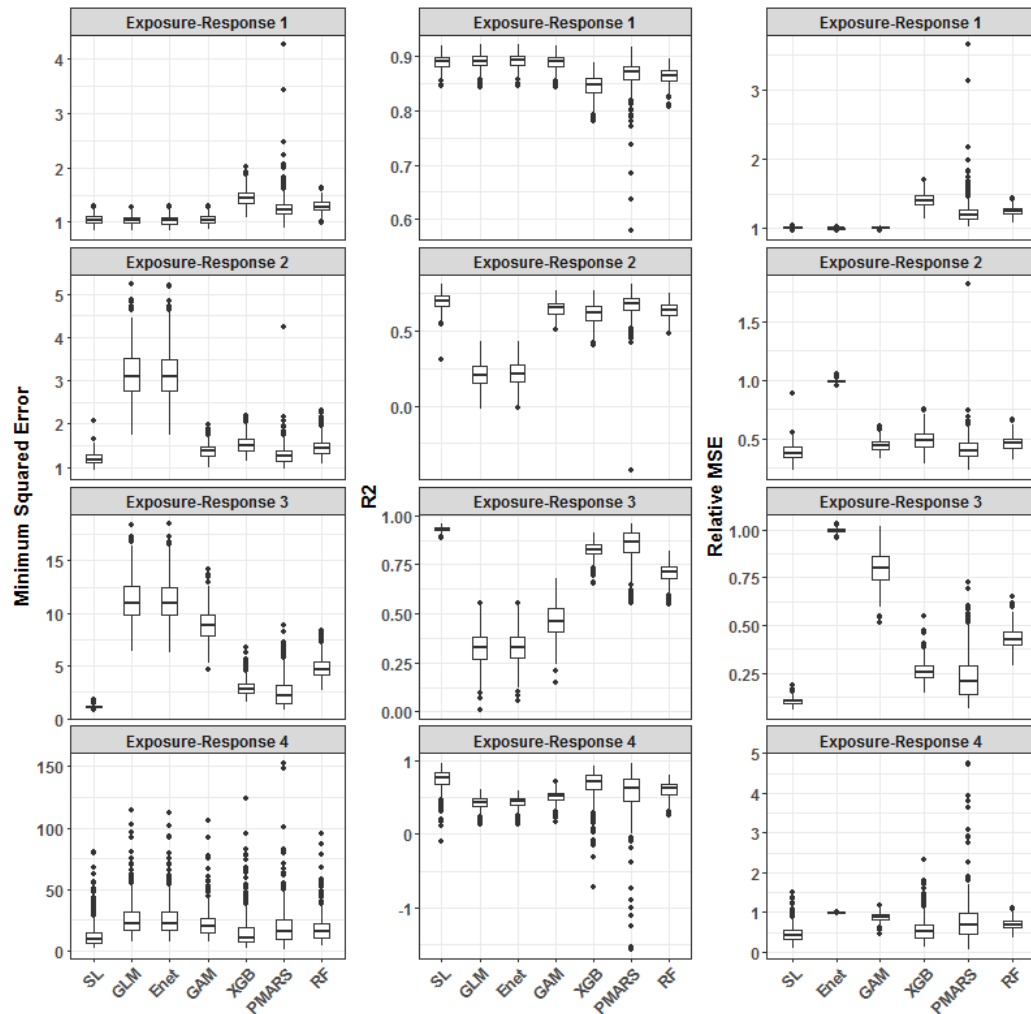 Minimum Squared Error
Exposure-Response 1
4
3
2
1
Exposure-Response 2
5
4
3
2
1
Exposure-Response 3
15
10
5
0
Exposure-Response 4
150
100
50
0
SL GLM Enet GAM XGB PMARS RF
R2
Exposure-Response 1
0.9
0.8
0.7
0.6
Exposure-Response 2
0.5
0.0
Exposure-Response 3
1.00
0.75
0.50
0.25
0.00
Exposure-Response 4
1
0
-1
SL GLM Enet GAM XGB PMARS RF
Relative MSE
Exposure-Response 1
3
2
1
Exposure-Response 2
1.5
1.0
0.5
Exposure-Response 3
1.00
0.75
0.50
0.25
Exposure-Response 4
5
4
3
2
1
0
SL Enet GAM XGB PMARS RF